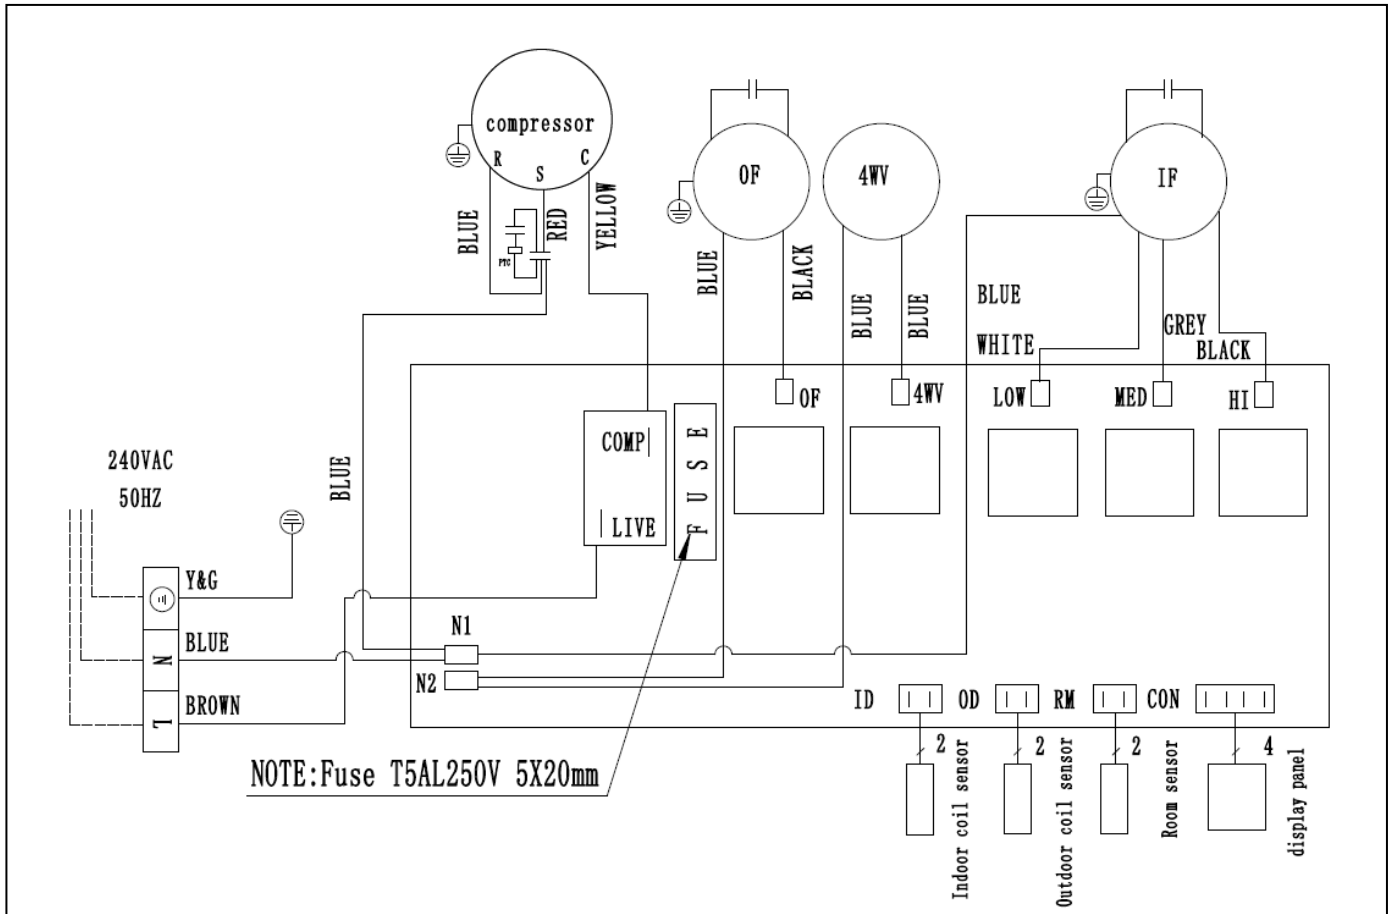 compressor
R
S
C
BLUE
RED
YELLOW
PTC
OF
4WV
IF
BLUE
BLACK
BLUE
BLUE
BLUE
WHITE
GREY
BLACK
OF
4WV
LOW
MED
HI
COMP
LIVE
FUSE
240VAC
50HZ
BLUE
Y&G
BLUE
BROWN
N
L
N1
N2
ID
OD
RM
CON
2
2
2
4
Indoor coil sensor
Outdoor coil sensor
Room sensor
display panel
NOTE:Fuse T5AL250V 5X20mm